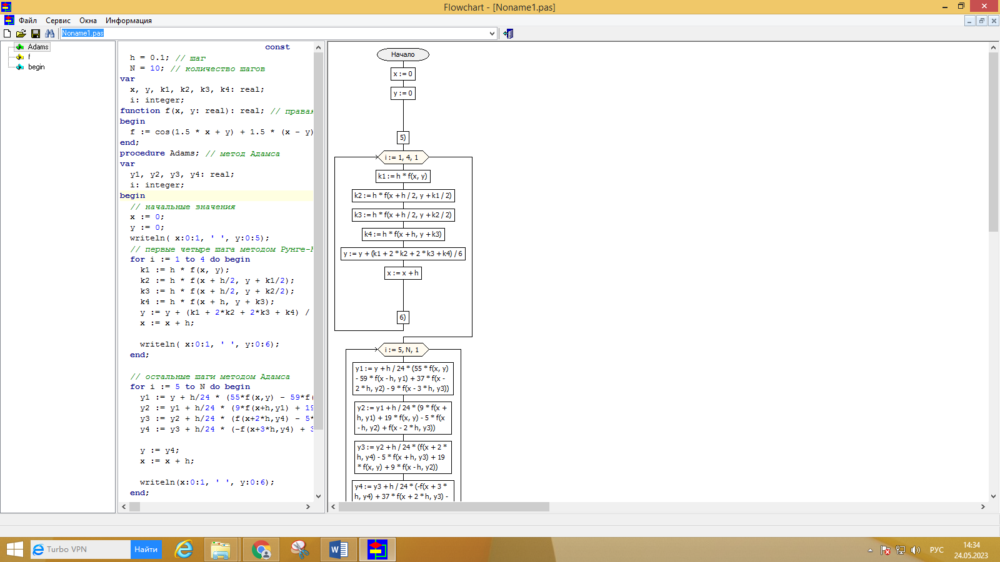 Flowchart - [Noname1.pas]
Файл Сервис Окна Информация
Noname1.pas
Adams
f
begin
const
h = 0.1; // шаг
N = 10; // количество шагов
var
x, y, k1, k2, k3, k4: real;
i: integer;
function f(x, y: real): real; // правая
begin
f := cos(1.5 * x + y) + 1.5 * (x - y)
end;
procedure Adams; // метод Адамса
var
y1, y2, y3, y4: real;
i: integer;
begin
// начальные значения
x := 0;
y := 0;
writeln( x:0:1, ' ', y:0:5);
// первые четыре шага методом Рунге-К
for i := 1 to 4 do begin
k1 := h * f(x, y);
k2 := h * f(x + h/2, y + k1/2);
k3 := h * f(x + h/2, y + k2/2);
k4 := h * f(x + h, y + k3);
y := y + (k1 + 2*k2 + 2*k3 + k4) /
x := x + h;
writeln( x:0:1, ' ', y:0:6);
end;
// остальные шаги методом Адамса
for i := 5 to N do begin
y1 := y + h/24 * (55*f(x,y) - 59*f(
y2 := y1 + h/24 * (9*f(x+h,y1) + 19
y3 := y2 + h/24 * (f(x+2*h,y4) - 5*
y4 := y3 + h/24 * (-f(x+3*h,y4) + 3
y := y4;
x := x + h;
writeln(x:0:1, ' ', y:0:6);
end;
Начало
x := 0
y := 0
5)
i := 1, 4, 1
k1 := h * f(x, y)
k2 := h * f(x + h / 2, y + k1 / 2)
k3 := h * f(x + h / 2, y + k2 / 2)
k4 := h * f(x + h, y + k3)
y := y + (k1 + 2 * k2 + 2 * k3 + k4) / 6
x := x + h
6)
i := 5, N, 1
y1 := y + h / 24 * (55 * f(x, y)
- 59 * f(x - h, y1) + 37 * f(x -
2 * h, y2) - 9 * f(x - 3 * h, y3))
y2 := y1 + h / 24 * (9 * f(x +
h, y1) + 19 * f(x, y) - 5 * f(x
- h, y2) + f(x - 2 * h, y3))
y3 := y2 + h / 24 * (f(x + 2 *
h, y4) - 5 * f(x + h, y3) + 19
* f(x, y) + 9 * f(x - h, y2))
y4 := y3 + h / 24 * (-f(x + 3 *
h, y4) + 37 * f(x + 2 * h, y3) -
Turbo VPN
Найти
РУС
14:34
24.05.2023